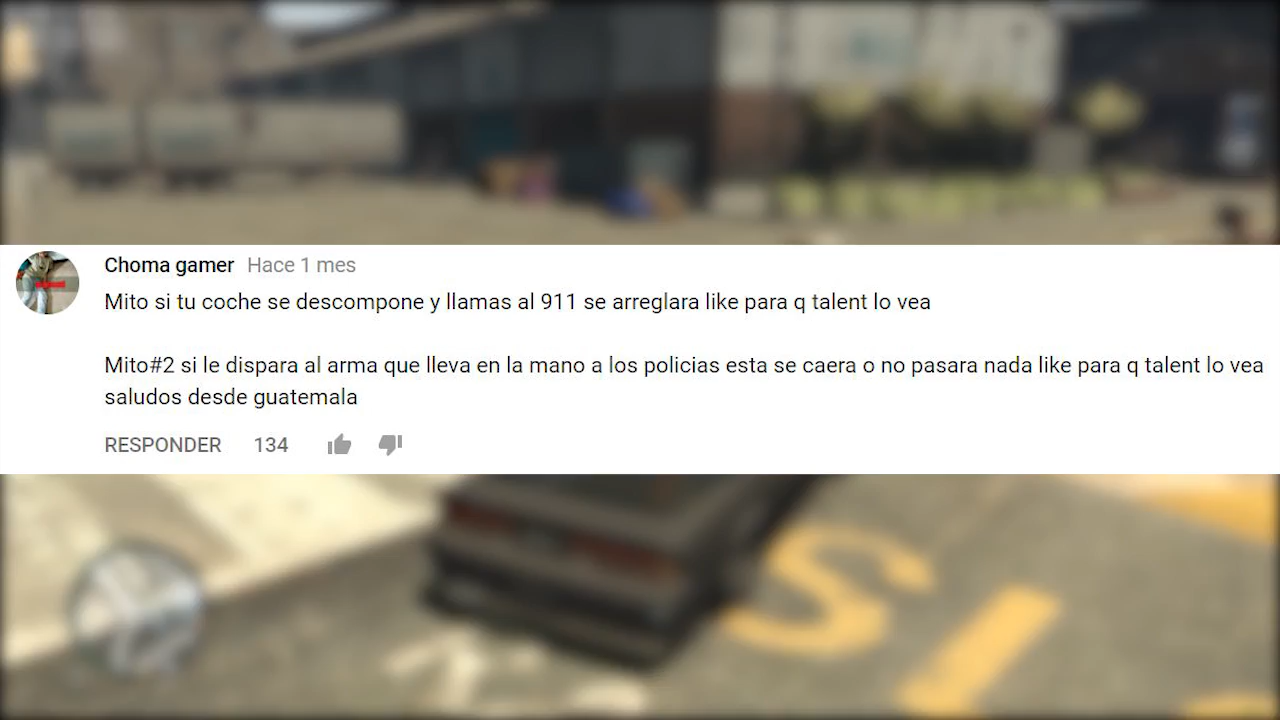 Choma gamer Hace 1 mes
Mito si tu coche se descompone y llamas al 911 se arreglara like para q talent lo vea
Mito#2 si le dispara al arma que lleva en la mano a los policias esta se caera o no pasara nada like para q talent lo vea
saludos desde guatemala
RESPONDER 134